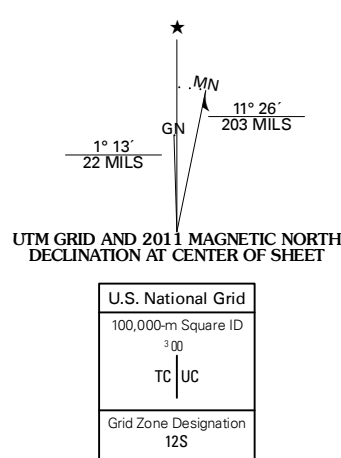 ★
MN
GN
11° 26´
203 MILS
1° 13´
22 MILS
UTM GRID AND 2011 MAGNETIC NORTH
DECLINATION AT CENTER OF SHEET
U.S. National Grid
100,000-m Square ID
³00
TC UC
Grid Zone Designation
12S